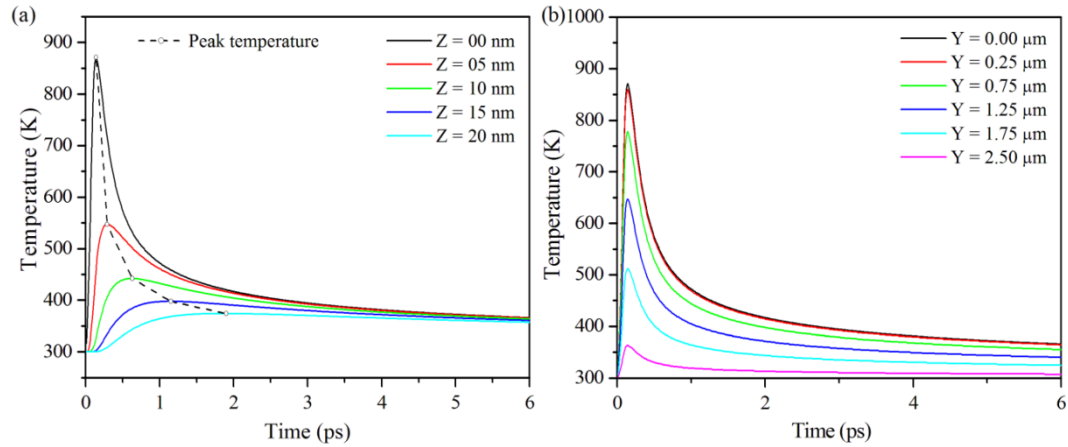 (a)
Peak temperature
Z = 00 nm
Z = 05 nm
Z = 10 nm
Z = 15 nm
Z = 20 nm
Temperature (K)
900
800
700
600
500
400
300
0 1 2 3 4 5 6
Time (ps)
(b)
Y = 0.00 μm
Y = 0.25 μm
Y = 0.75 μm
Y = 1.25 μm
Y = 1.75 μm
Y = 2.50 μm
Temperature (K)
1000
900
800
700
600
500
400
300
0 2 4 6
Time (ps)